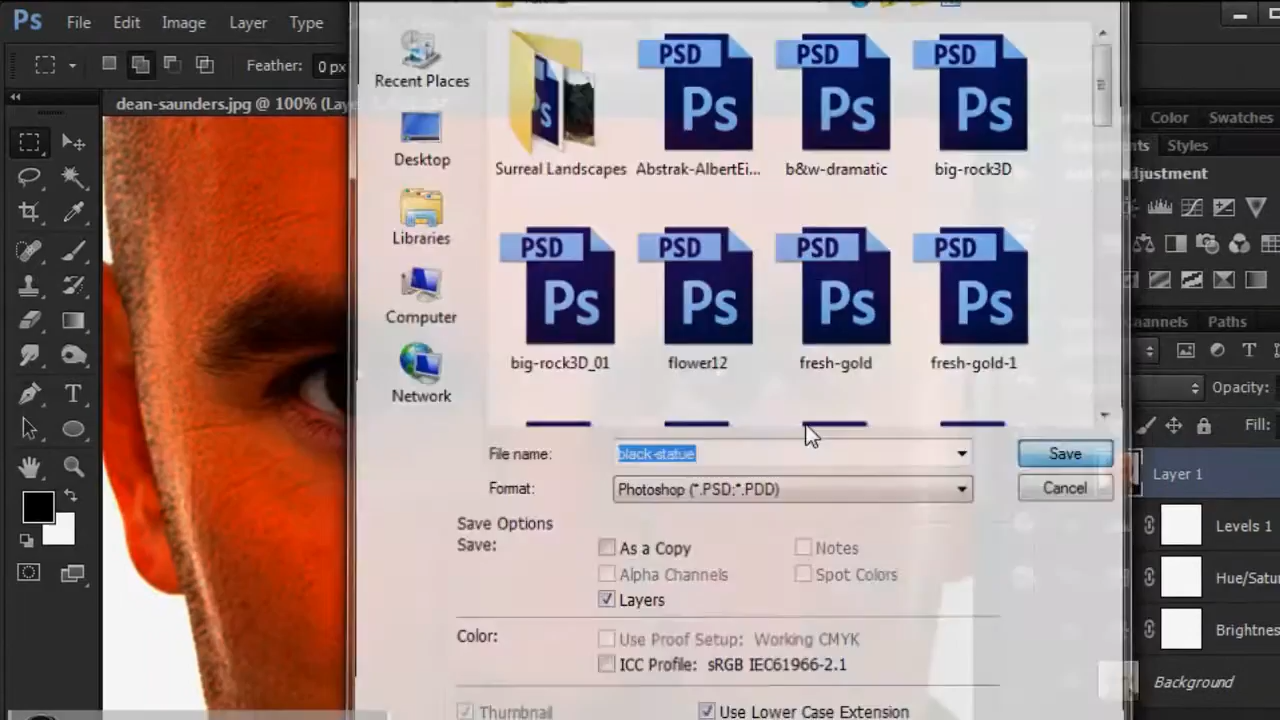 Ps File Edit Image Layer Type
Feather: 0 px
dean-saunders.jpg @ 100% (Lay
Recent Places
Desktop
Libraries
Computer
Network
PSD PSD PSD
Ps Ps Ps Ps
Surreal Landscapes Abstrak-AlbertEi... b&w-dramatic big-rock3D
PSD PSD PSD PSD
Ps Ps Ps Ps
big-rock3D_01 flower12 fresh-gold fresh-gold-1
File name: black-statue Save
Format: Photoshop (*.PSD;*.PDD) Cancel
Save Options
Save: As a Copy Notes
Alpha Channels Spot Colors
Layers
Color: Use Proof Setup: Working CMYK
ICC Profile: sRGB IEC61966-2.1
Thumbnail Use Lower Case Extension
Color Swatches
ents Styles
djustment
hannels Paths
Opacity:
Fill:
Layer 1
Levels 1
Hue/Satu
Brightne
Background